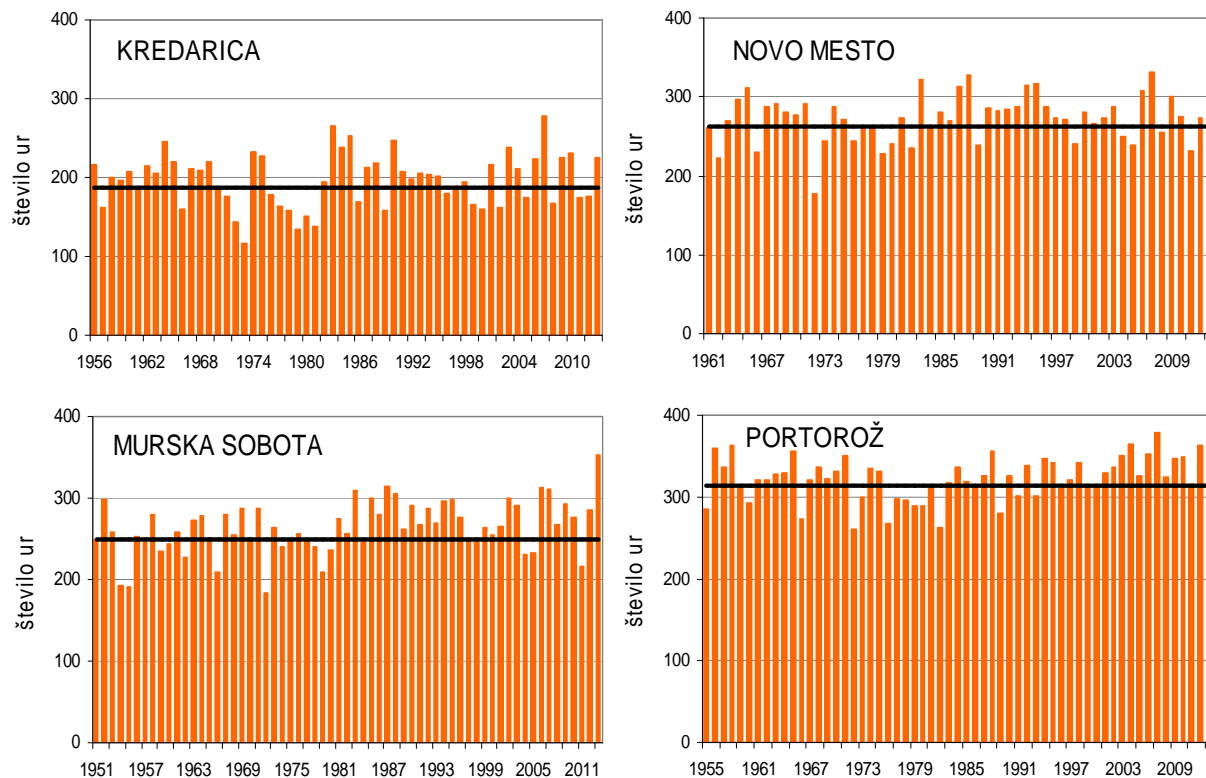 KREDARICA
število ur
400
300
200
100
0
1956 1962 1968 1974 1980 1986 1992 1998 2004 2010
NOVO MESTO
število ur
400
300
200
100
0
1961 1967 1973 1979 1985 1991 1997 2003 2009
MURSKA SOBOTA
število ur
400
300
200
100
0
1951 1957 1963 1969 1975 1981 1987 1993 1999 2005 2011
PORTOROŽ
število ur
400
300
200
100
0
1955 1961 1967 1973 1979 1985 1991 1997 2003 2009